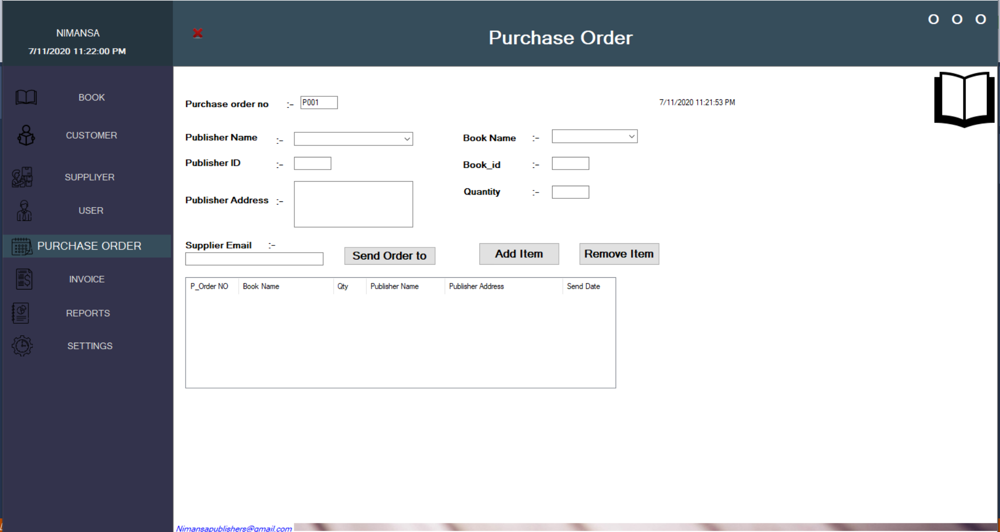 NIMANSA
7/11/2020 11:22:00 PM
BOOK
CUSTOMER
SUPPLIYER
USER
PURCHASE ORDER
INVOICE
REPORTS
SETTINGS
Purchase Order
O O O
Purchase order no :- P001
7/11/2020 11:21:53 PM
Publisher Name :-
Book Name :-
Publisher ID :-
Book_id :-
Publisher Address :-
Quantity :-
Supplier Email :-
Send Order to
Add Item
Remove Item
P_Order NO Book Name Qty Publisher Name Publisher Address Send Date
Nimansapublishers@gmail.com